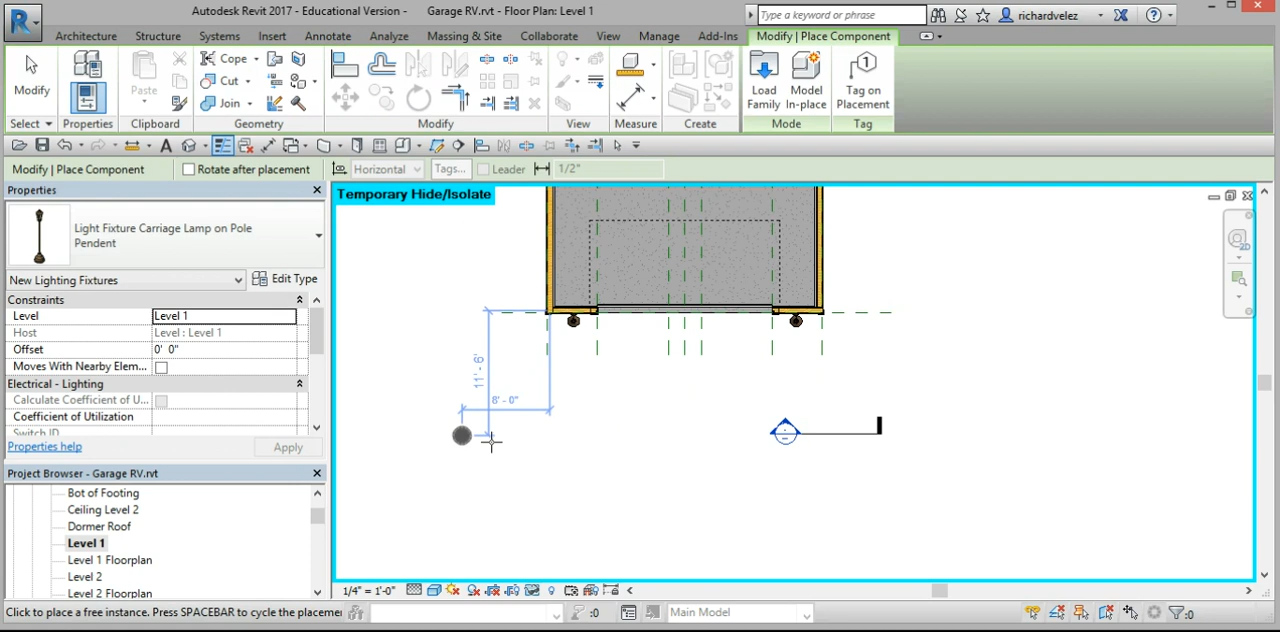 Autodesk Revit 2017 - Educational Version - Garage RV.rvt - Floor Plan: Level 1
Type a keyword or phrase
richardvelez
Architecture Structure Systems Insert Annotate Analyze Massing & Site Collaborate View Manage Add-Ins Modify | Place Component
Modify
Paste
Cope
Cut
Join
Load Family
Model In-place
Tag on Placement
Select Properties Clipboard Geometry Modify View Measure Create Mode Tag
Modify | Place Component
Rotate after placement
Horizontal
Tags...
Leader
1/2"
Properties
Light Fixture Carriage Lamp on Pole
Pendent
New Lighting Fixtures
Edit Type
Constraints
Level Level 1
Host Level : Level 1
Offset 0' 0"
Moves With Nearby Elem...
Electrical - Lighting
Calculate Coefficient of U...
Coefficient of Utilization
Switch ID
Properties help
Apply
Project Browser - Garage RV.rvt
Bot of Footing
Ceiling Level 2
Dormer Roof
Level 1
Level 1 Floorplan
Level 2
Level 2 Floorplan
Temporary Hide/Isolate
11' - 6"
8' - 0"
1/4" = 1'-0"
Click to place a free instance. Press SPACEBAR to cycle the placemer
:0
Main Model
:0